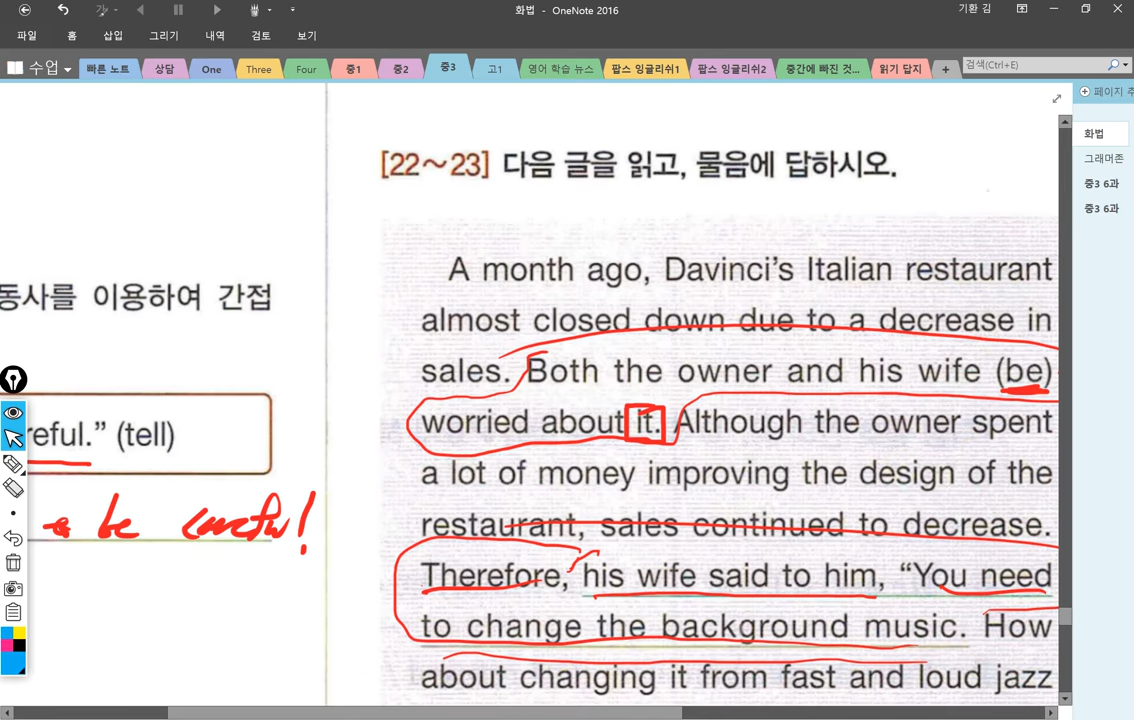 화법 - OneNote 2016
기환 김
파일 홈 삽입 그리기 내역 검토 보기
수업 빠른 노트 상담 One Three Four 중1 중2 중3 고1 영어 학습 뉴스 팝스 잉글리쉬1 팝스 잉글리쉬2 중간에 빠진 것... 읽기 답지 + 검색(Ctrl+E)
페이지 추
화법
그래머존
중3 6과
중3 6과
[22～23] 다음 글을 읽고, 물음에 답하시오.
동사를 이용하여 간접
reful.” (tell)
be careful!
A month ago, Davinci’s Italian restaurant
almost closed down due to a decrease in
sales. Both the owner and his wife (be)
worried about it. Although the owner spent
a lot of money improving the design of the
restaurant, sales continued to decrease.
Therefore, his wife said to him, “You need
to change the background music. How
about changing it from fast and loud jazz